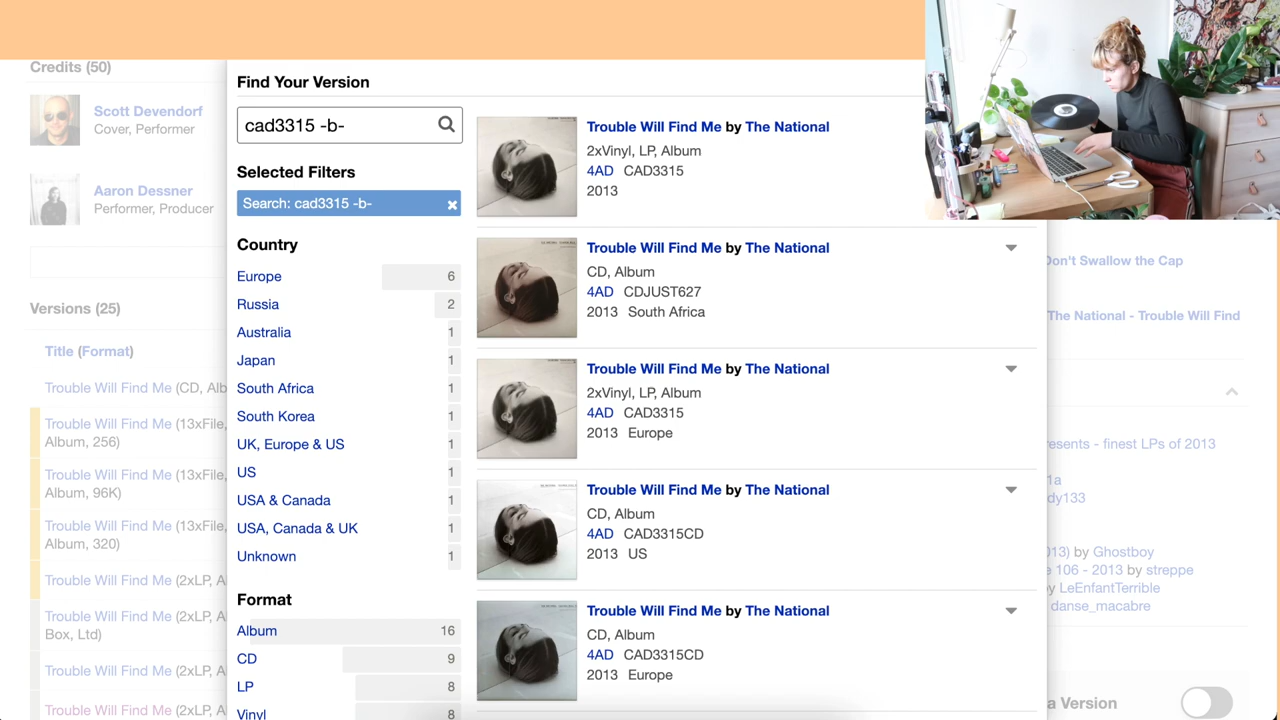 Credits (50)
Scott Devendorf
Cover, Performer
Aaron Dessner
Performer, Producer
Versions (25)
Title (Format)
Trouble Will Find Me (CD, Alb
Trouble Will Find Me (13xFile,
Album, 256)
Trouble Will Find Me (13xFile,
Album, 96K)
Trouble Will Find Me (13xFile,
Album, 320)
Trouble Will Find Me (2xLP, A
Trouble Will Find Me (2xLP, A
Box, Ltd)
Trouble Will Find Me (2xLP, A
Trouble Will Find Me (2xLP, A
Find Your Version
cad3315 -b-
Selected Filters
Search: cad3315 -b- ×
Country
Europe 6
Russia 2
Australia 1
Japan 1
South Africa 1
South Korea 1
UK, Europe & US 1
US 1
USA & Canada 1
USA, Canada & UK 1
Unknown 1
Format
Album 16
CD 9
LP 8
Vinyl 8
Trouble Will Find Me by The National
2xVinyl, LP, Album
4AD CAD3315
2013
Trouble Will Find Me by The National
CD, Album
4AD CDJUST627
2013 South Africa
Trouble Will Find Me by The National
2xVinyl, LP, Album
4AD CAD3315
2013 Europe
Trouble Will Find Me by The National
CD, Album
4AD CAD3315CD
2013 US
Trouble Will Find Me by The National
CD, Album
4AD CAD3315CD
2013 Europe
Don't Swallow the Cap
The National - Trouble Will Find
resents - finest LPs of 2013
1a
dy133
013) by Ghostboy
e 106 - 2013 by streppe
y LeEnfantTerrible
danse_macabre
a Version